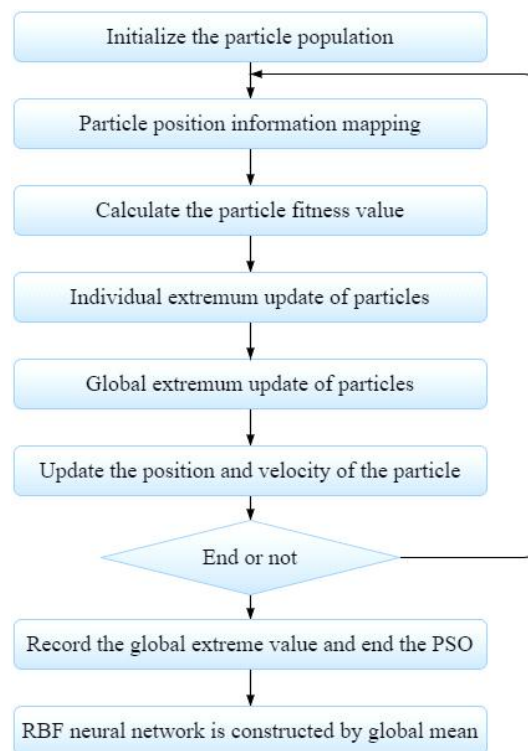 Initialize the particle population
Particle position information mapping
Calculate the particle fitness value
Individual extremum update of particles
Global extremum update of particles
Update the position and velocity of the particle
End or not
Record the global extreme value and end the PSO
RBF neural network is constructed by global mean